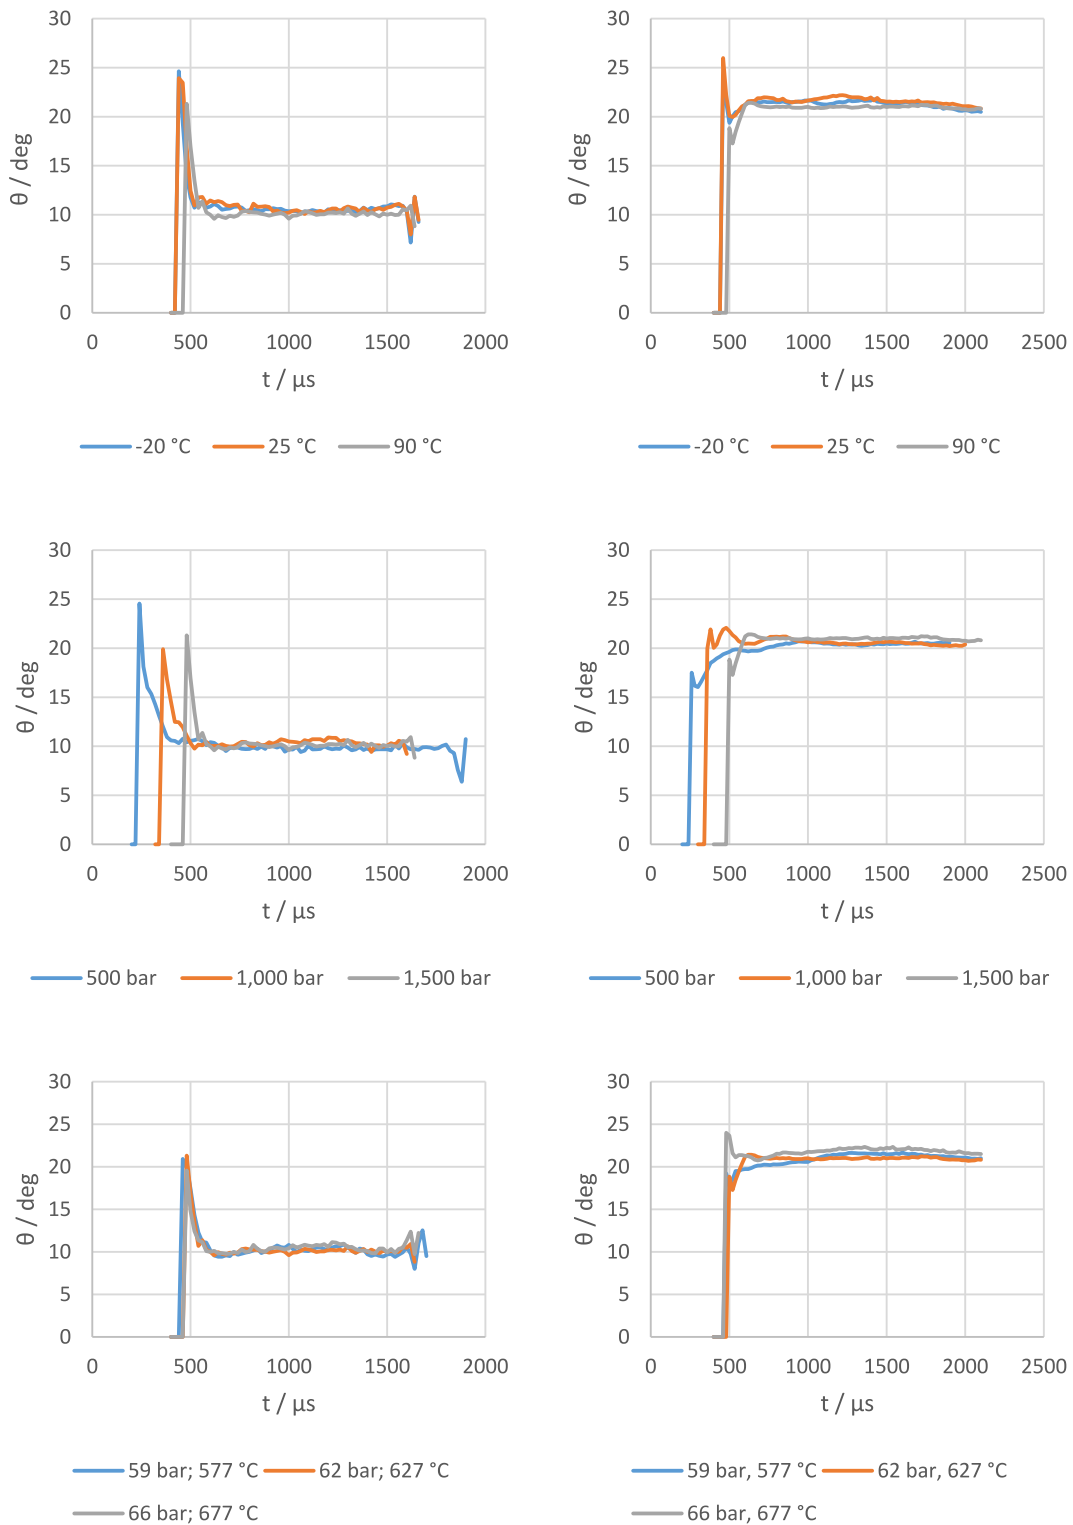 30
25
20
15
10
5
0
θ / deg
0 500 1000 1500 2000
t / µs
-20 °C 25 °C 90 °C
30
25
20
15
10
5
0
θ / deg
0 500 1000 1500 2000 2500
t / µs
-20 °C 25 °C 90 °C
30
25
20
15
10
5
0
θ / deg
0 500 1000 1500 2000
t / µs
500 bar 1,000 bar 1,500 bar
30
25
20
15
10
5
0
θ / deg
0 500 1000 1500 2000 2500
t / µs
500 bar 1,000 bar 1,500 bar
30
25
20
15
10
5
0
θ / deg
0 500 1000 1500 2000
t / µs
59 bar; 577 °C 62 bar; 627 °C
66 bar; 677 °C
30
25
20
15
10
5
0
θ / deg
0 500 1000 1500 2000 2500
t / µs
59 bar, 577 °C 62 bar, 627 °C
66 bar, 677 °C